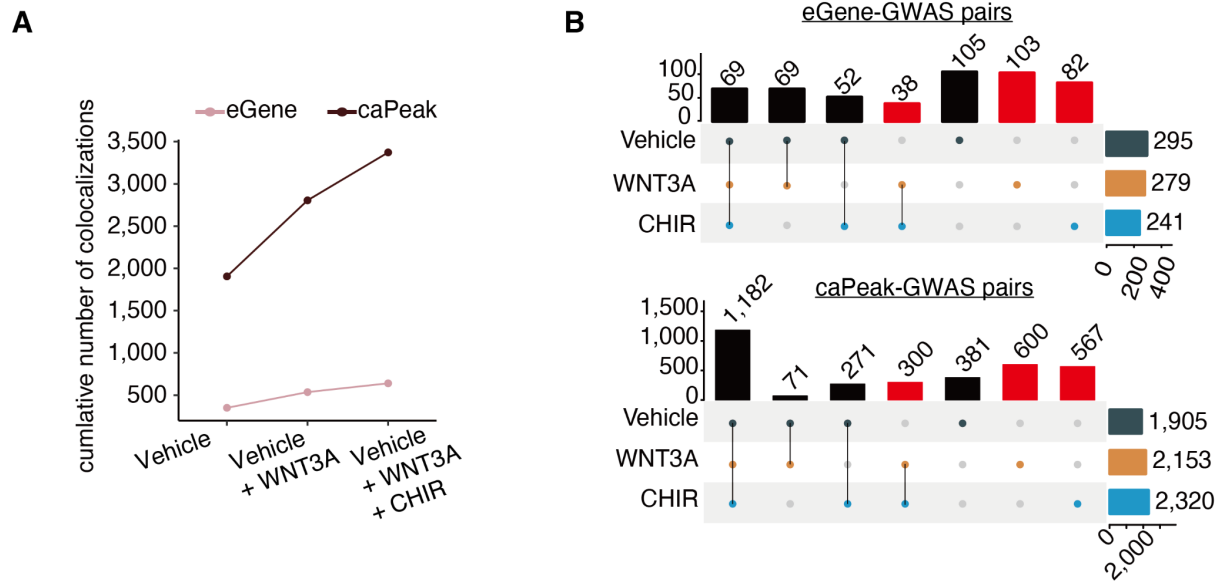 A
eGene caPeak
cumlative number of colocalizations
3,500
3,000
2,500
2,000
1,500
1,000
500
Vehicle
Vehicle
+ WNT3A
Vehicle
+ WNT3A
+ CHIR
B
eGene-GWAS pairs
100
50
0
69 69 52 38 105 103 82
Vehicle 295
WNT3A 279
CHIR 241
0 200 400
caPeak-GWAS pairs
1,500
1,000
500
0
1,182 71 271 300 381 600 567
Vehicle 1,905
WNT3A 2,153
CHIR 2,320
0 2,000